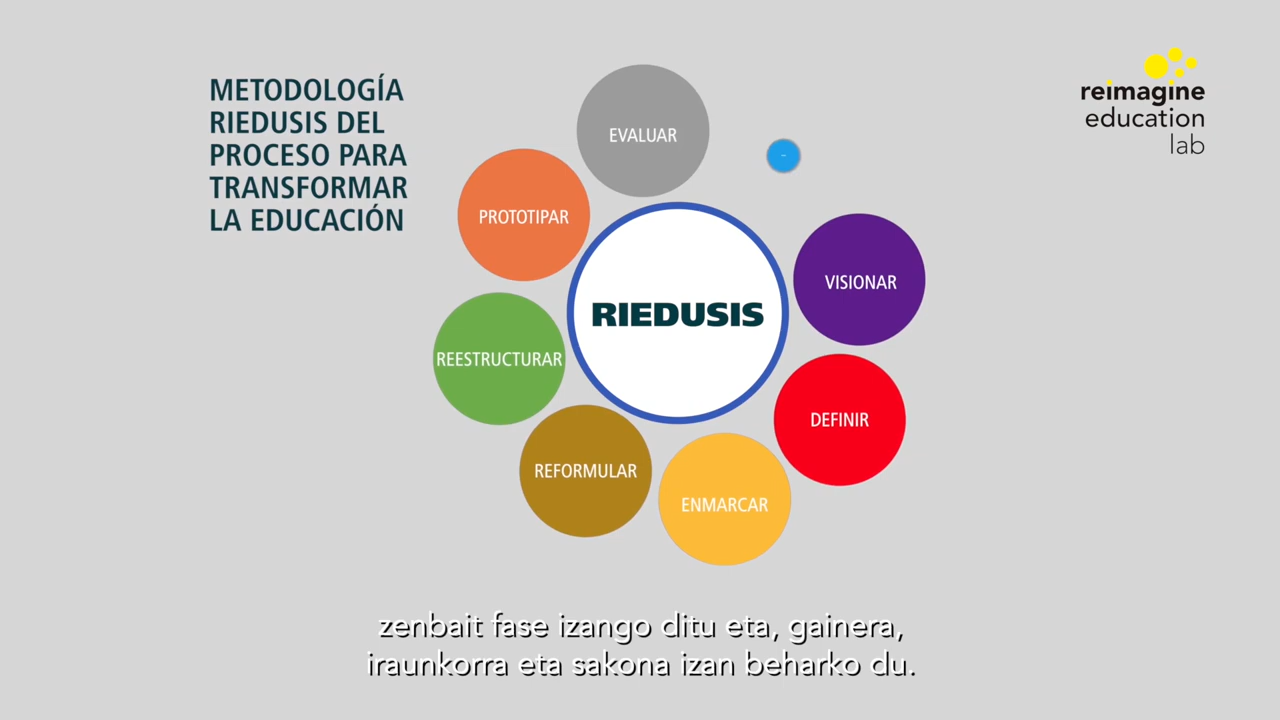 METODOLOGÍA
RIEDUSIS DEL
PROCESO PARA
TRANSFORMAR
LA EDUCACIÓN
reimagine
education
lab
EVALUAR
PROTOTIPAR
VISIONAR
RIEDUSIS
REESTRUCTURAR
DEFINIR
REFORMULAR
ENMARCAR
zenbait fase izango ditu eta, gainera,
iraunkorra eta sakona izan beharko du.